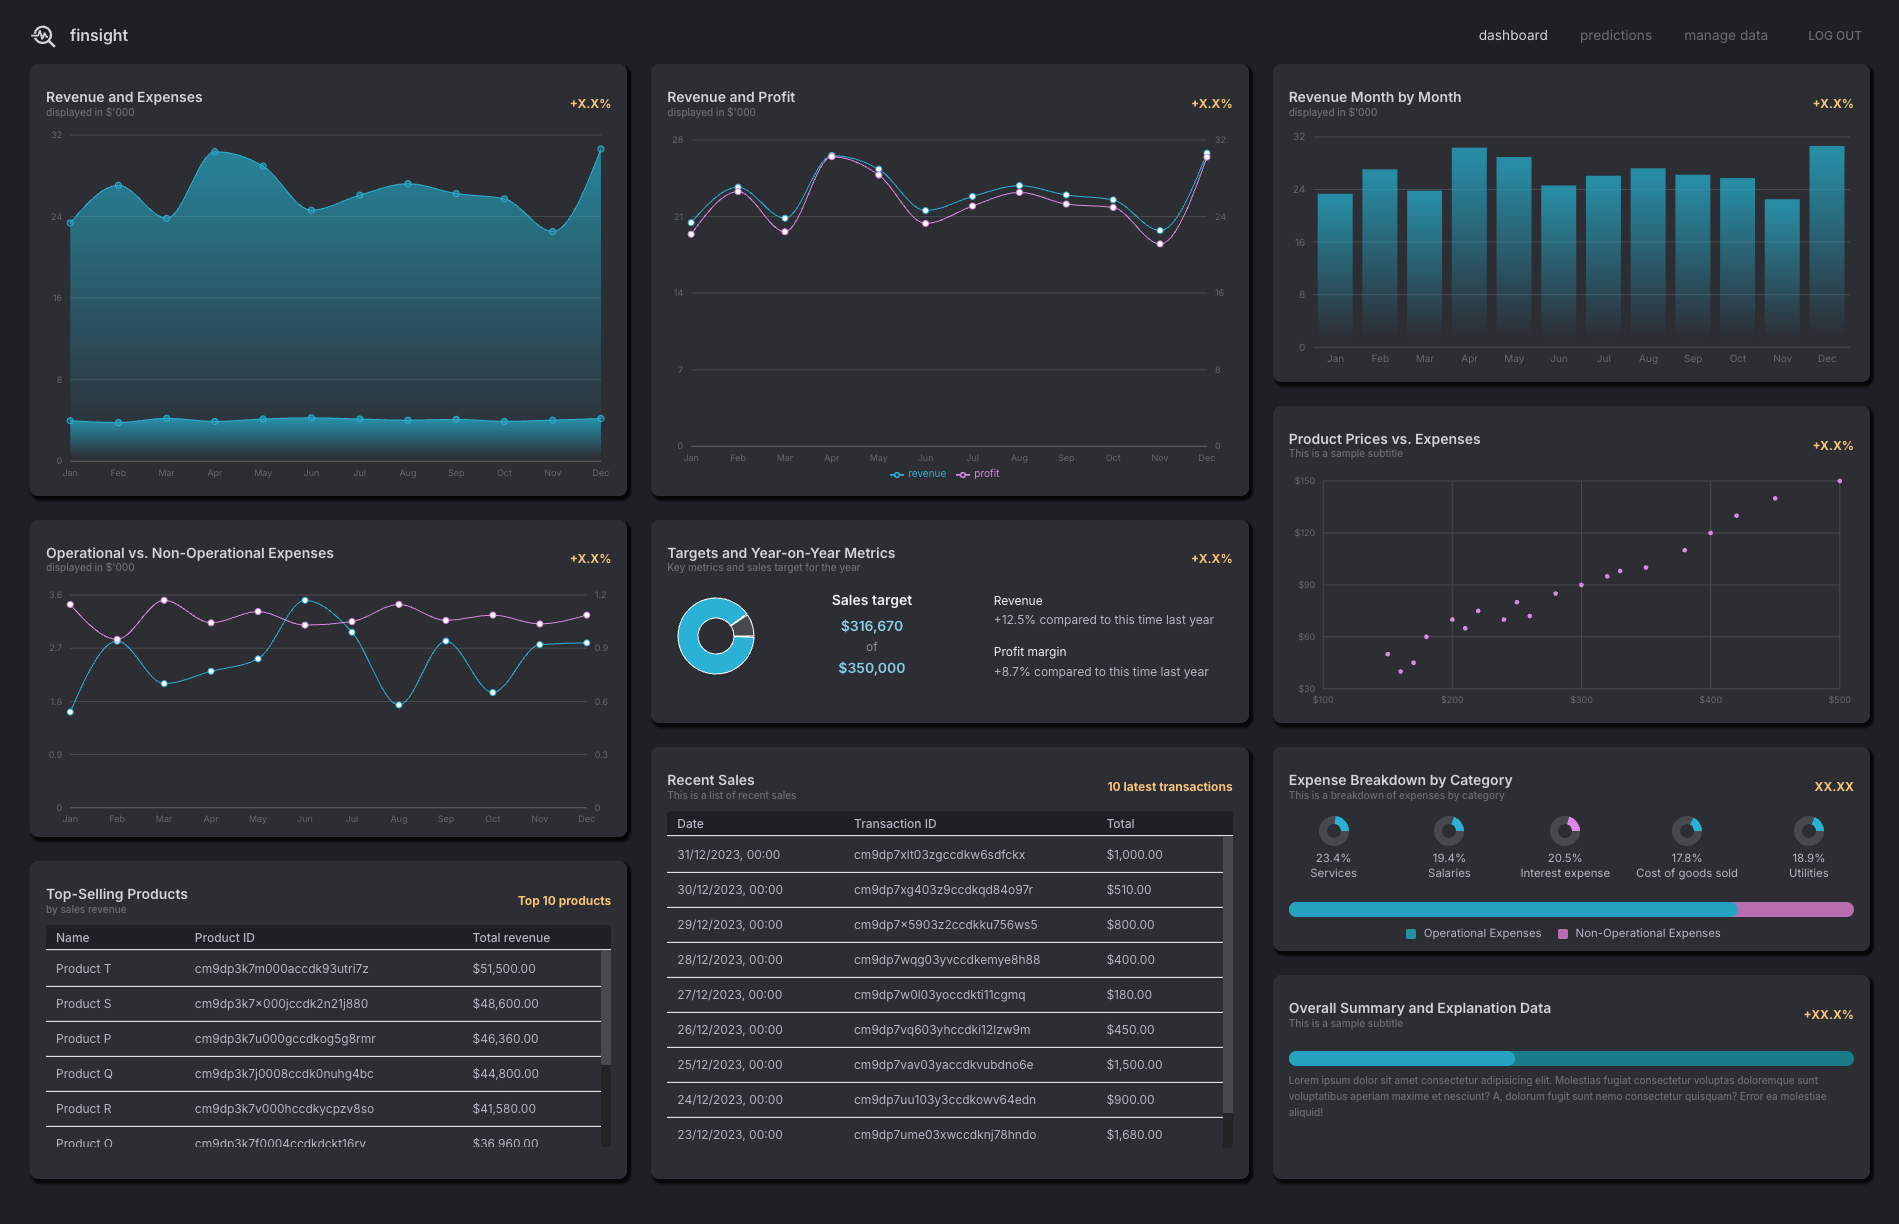 finsight
dashboard predictions manage data LOG OUT
Revenue and Expenses
displayed in $'000
+X.X%
32
24
16
8
0
Jan Feb Mar Apr May Jun Jul Aug Sep Oct Nov Dec
Revenue and Profit
displayed in $'000
+X.X%
28 32
21 24
14 16
7 8
0 0
Jan Feb Mar Apr May Jun Jul Aug Sep Oct Nov Dec
revenue profit
Revenue Month by Month
displayed in $'000
+X.X%
32
24
16
8
0
Jan Feb Mar Apr May Jun Jul Aug Sep Oct Nov Dec
Operational vs. Non-Operational Expenses
displayed in $'000
+X.X%
3.6 1.2
2.7 0.9
1.8 0.6
0.9 0.3
0 0
Jan Feb Mar Apr May Jun Jul Aug Sep Oct Nov Dec
Targets and Year-on-Year Metrics
Key metrics and sales target for the year
+X.X%
Sales target
$316,670
of
$350,000
Revenue
+12.5% compared to this time last year
Profit margin
+8.7% compared to this time last year
Product Prices vs. Expenses
This is a sample subtitle
+X.X%
$150
$120
$90
$60
$30
$100 $200 $300 $400 $500
Top-Selling Products
by sales revenue
Top 10 products
Name Product ID Total revenue
Product T cm9dp3k7m000accdk93utri7z $51,500.00
Product S cm9dp3k7x000jccdk2n21j880 $48,600.00
Product P cm9dp3k7u000gccdkog5g8rmr $46,360.00
Product Q cm9dp3k7j0008ccdk0nuhg4bc $44,800.00
Product R cm9dp3k7v000hccdkycpzv8so $41,580.00
Product O cm9dp3k7f0004ccdkdckt16rv $36,960.00
Recent Sales
This is a list of recent sales
10 latest transactions
Date Transaction ID Total
31/12/2023, 00:00 cm9dp7xlt03zgccdkw6sdfckx $1,000.00
30/12/2023, 00:00 cm9dp7xg403z9ccdkqd84o97r $510.00
29/12/2023, 00:00 cm9dp7x5903z2ccdkku756ws5 $800.00
28/12/2023, 00:00 cm9dp7wqg03yvccdkemye8h88 $400.00
27/12/2023, 00:00 cm9dp7w0l03yoccdkti11cgmq $180.00
26/12/2023, 00:00 cm9dp7vq603yhccdki12lzw9m $450.00
25/12/2023, 00:00 cm9dp7vav03yaccdkvubdno6e $1,500.00
24/12/2023, 00:00 cm9dp7uu103y3ccdkowv64edn $900.00
23/12/2023, 00:00 cm9dp7ume03xwccdknj78hndo $1,680.00
Expense Breakdown by Category
This is a breakdown of expenses by category
XX.XX
23.4% 19.4% 20.5% 17.8% 18.9%
Services Salaries Interest expense Cost of goods sold Utilities
Operational Expenses Non-Operational Expenses
Overall Summary and Explanation Data
This is a sample subtitle
+XX.X%
Lorem ipsum dolor sit amet consectetur adipisicing elit. Molestias fugiat consectetur voluptas doloremque sunt
voluptatibus aperiam maxime et nesciunt? A, dolorum fugit sunt nemo consectetur quisquam? Error ea molestiae
aliquid!